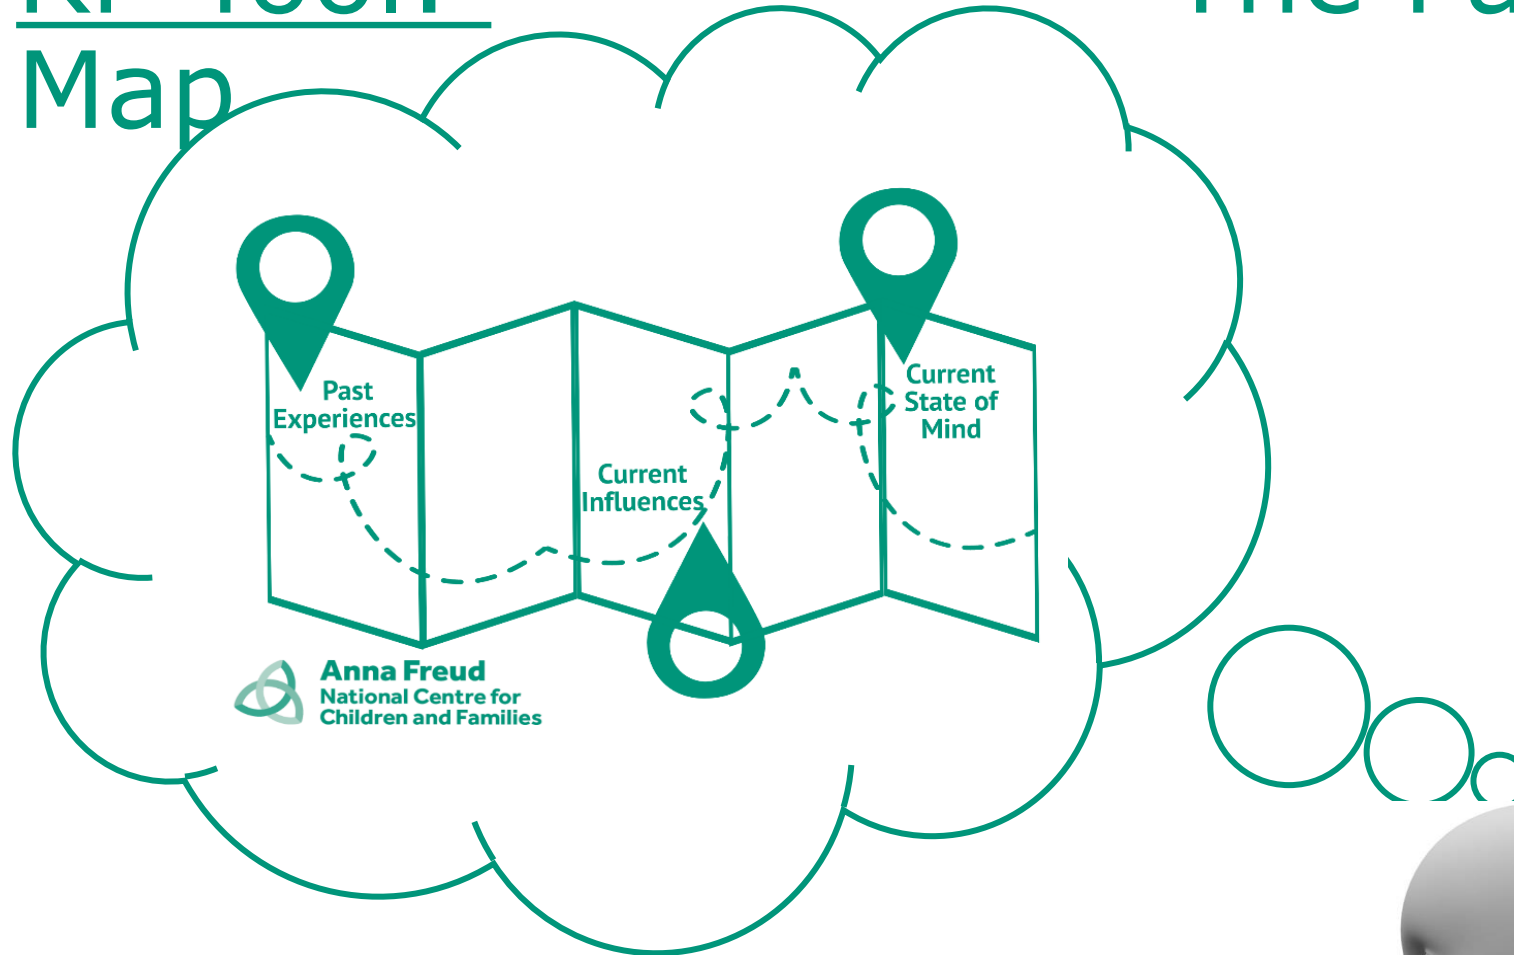 Map
Past
Experiences
Current
State of
Mind
Current
Influences
Anna Freud
National Centre for
Children and Families